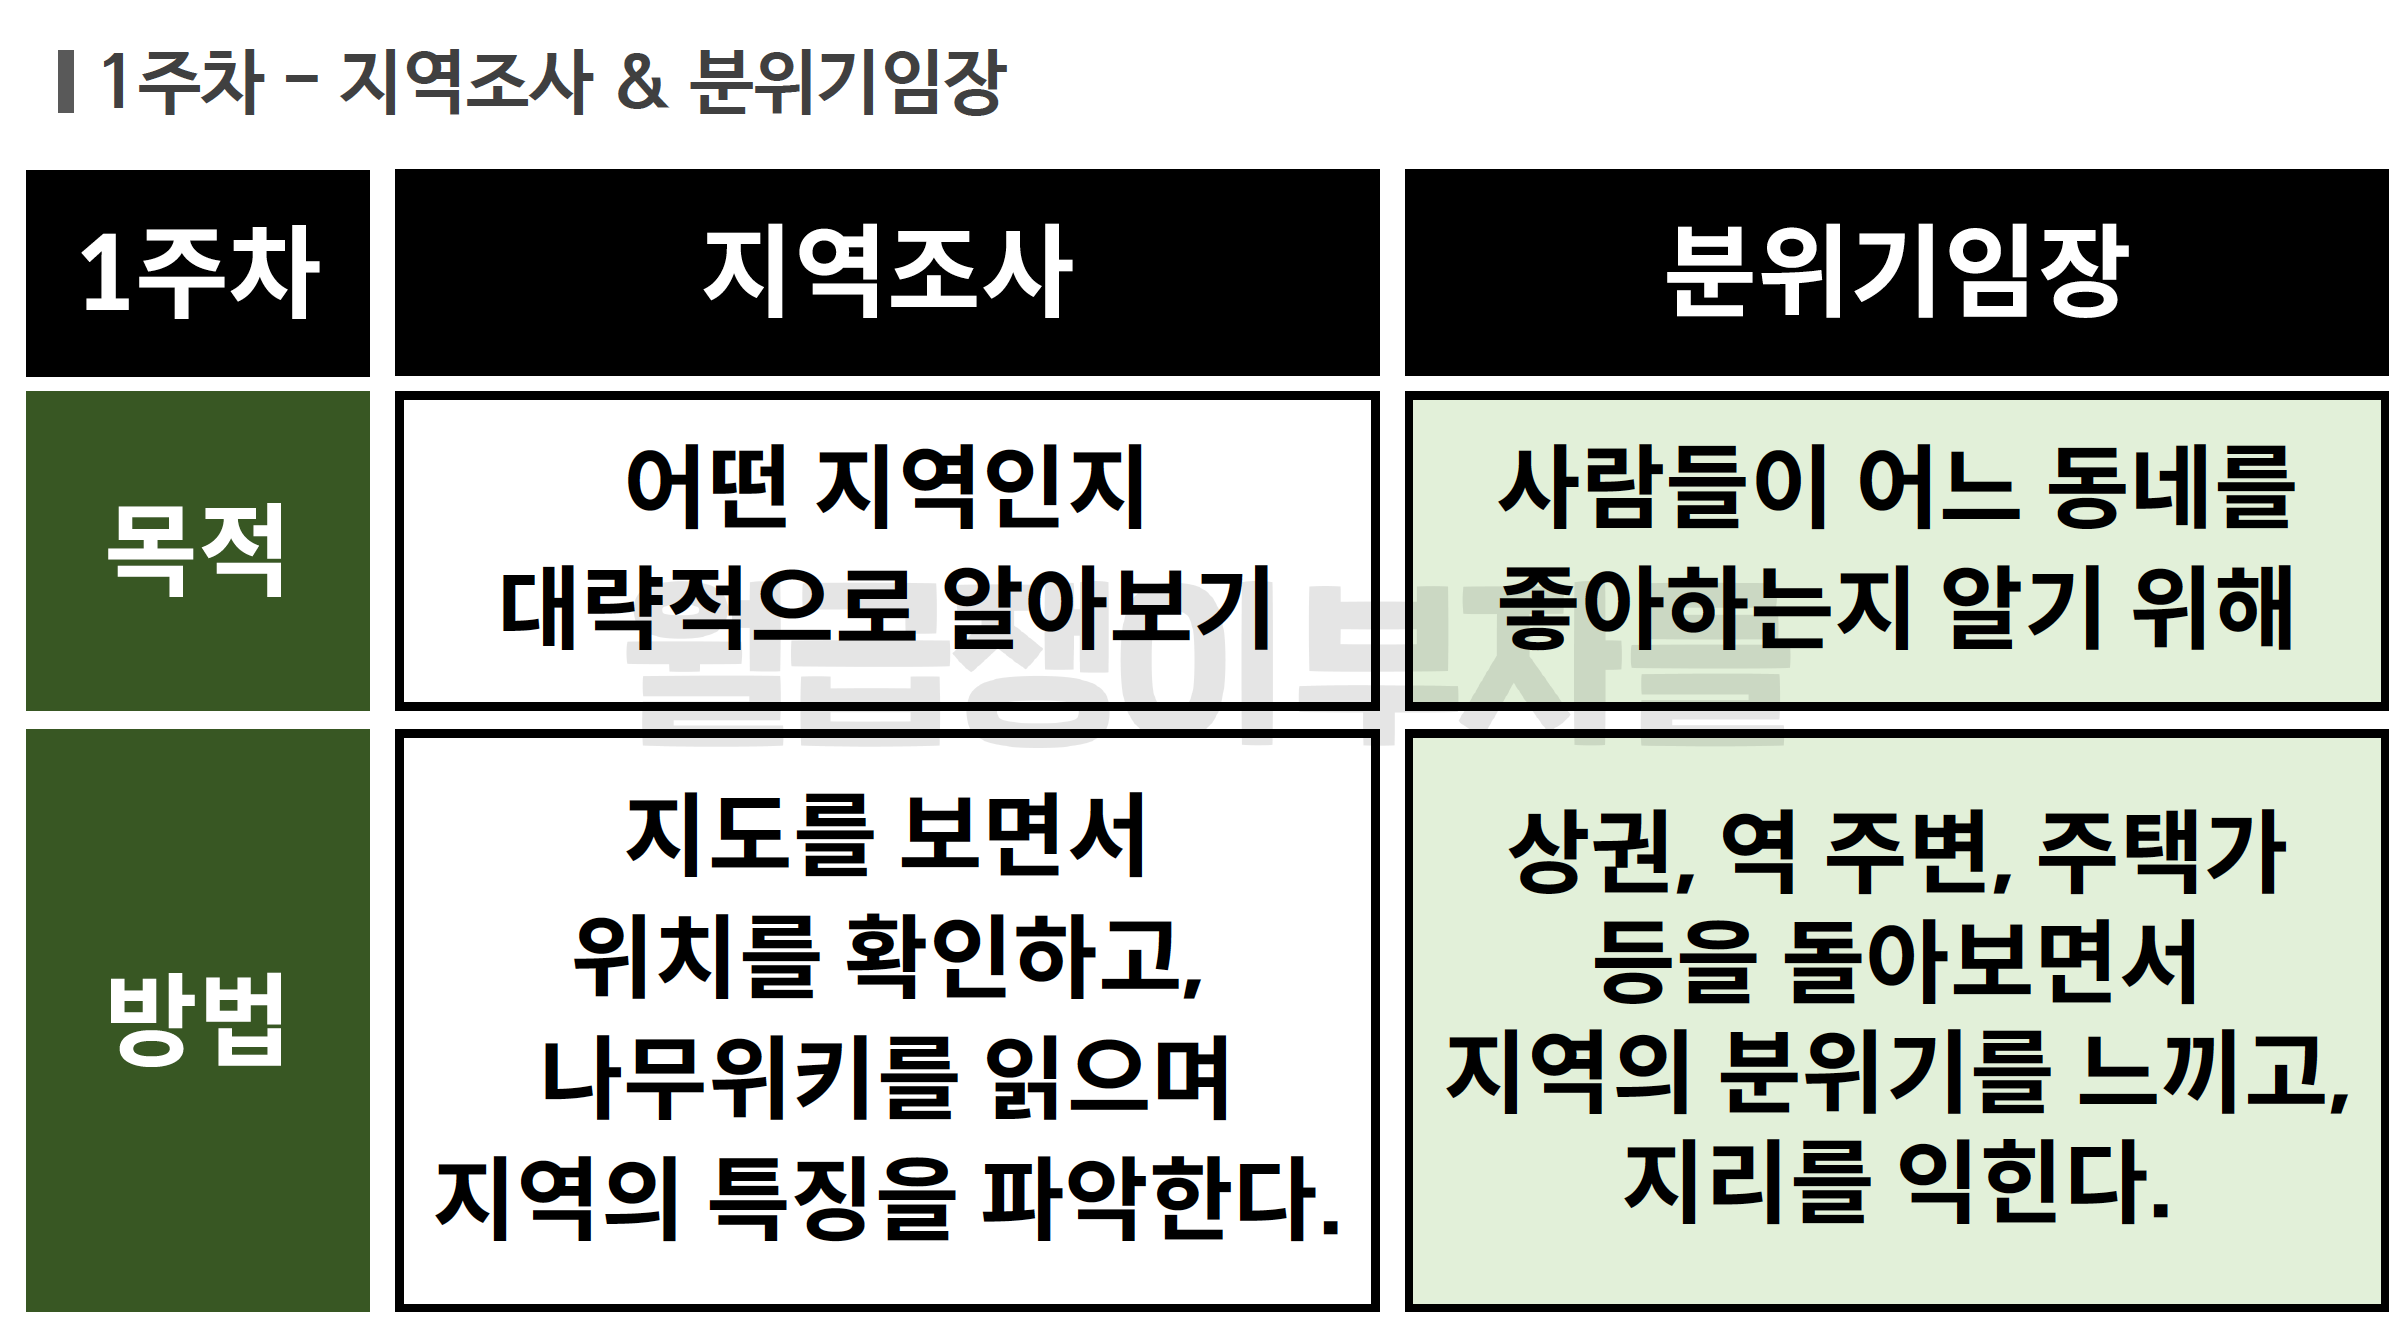 1주차 - 지역조사 & 분위기임장
1주차
지역조사
분위기임장
목적
어떤 지역인지
대략적으로 알아보기
사람들이 어느 동네를
좋아하는지 알기 위해
방법
지도를 보면서
위치를 확인하고,
나무위키를 읽으며
지역의 특징을 파악한다.
상권, 역 주변, 주택가
등을 돌아보면서
지역의 분위기를 느끼고,
지리를 익힌다.
월급쟁이부자들